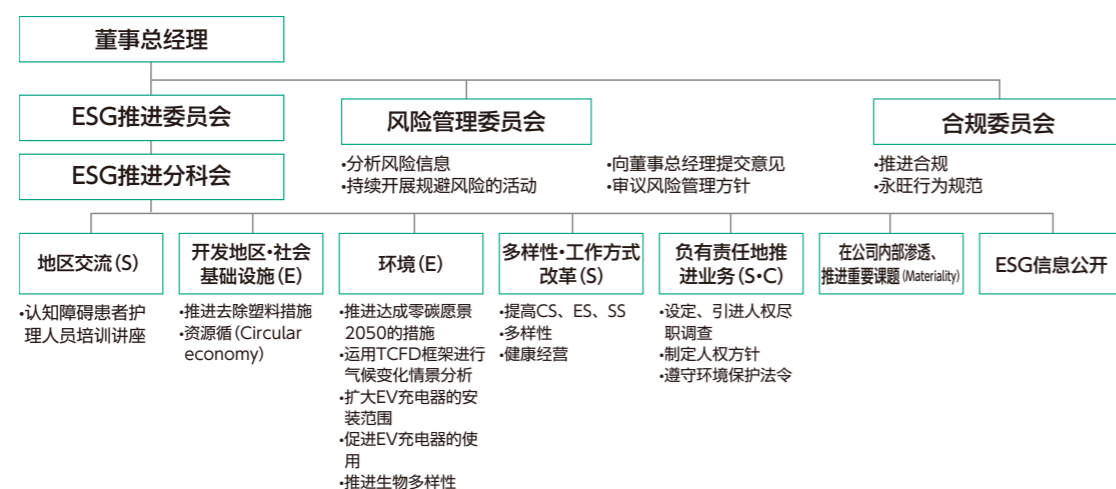 董事总经理
ESG推进委员会
风险管理委员会
合规委员会
•分析风险信息
•持续开展规避风险的活动
•向董事总经理提交意见
•审议风险管理方针
•推进合规
•永旺行为规范
ESG推进分科会
地区交流(S)
•认知障碍患者护
理人员培训讲座
开发地区•社会
基础设施(E)
•推进去除塑料措施
•资源循(Circular
economy)
环境(E)
•推进达成零碳愿景
2050的措施
•运用TCFD框架进行
气候变化情景分析
•扩大EV充电器的安
装范围
•促进EV充电器的使
用
•推进生物多样性
多样性•工作方式
改革(S)
•提高CS、ES、SS
•多样性
•健康经营
负有责任地推
进业务(S•C)
•设定、引进人权尽
职调查
•制定人权方针
•遵守环境保护法令
在公司内部渗透、
推进重要课题(Materiality)
ESG信息公开